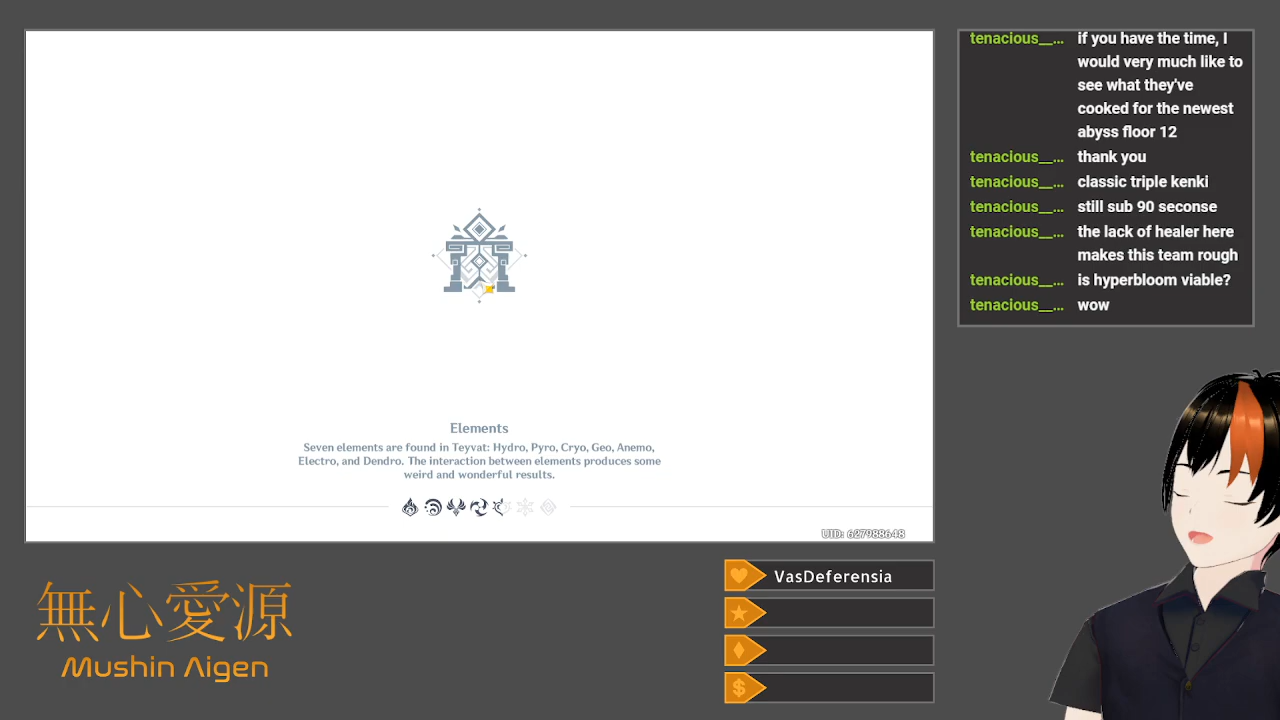 Elements
Seven elements are found in Teyvat: Hydro, Pyro, Cryo, Geo, Anemo,
Electro, and Dendro. The interaction between elements produces some
weird and wonderful results.
UID: 627988648
tenacious__... if you have the time, I
would very much like to
see what they've
cooked for the newest
abyss floor 12
tenacious__... thank you
tenacious__... classic triple kenki
tenacious__... still sub 90 seconse
tenacious__... the lack of healer here
makes this team rough
tenacious__... is hyperbloom viable?
tenacious__... wow
無心愛源
Mushin Aigen
VasDeferensia